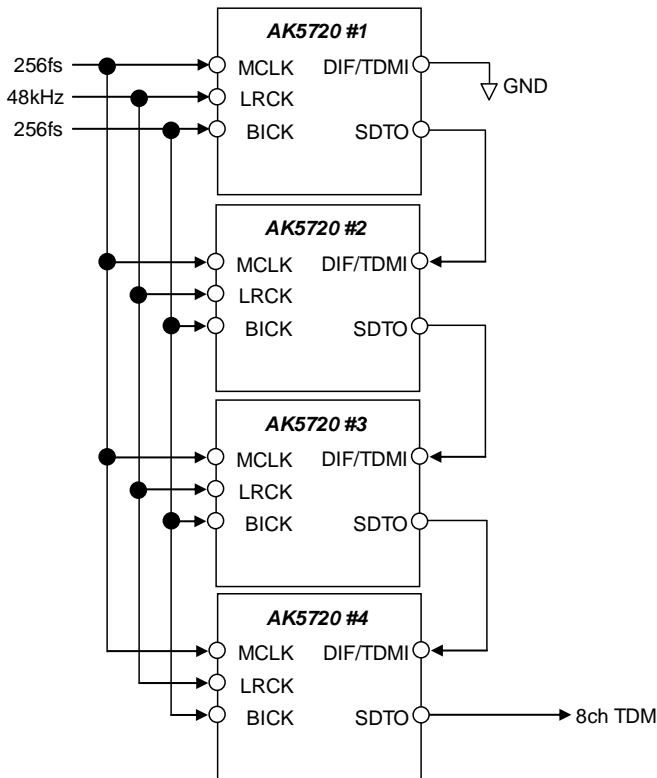 AK5720 #1
256fs
MCLK
DIF/TDMI
GND
48kHz
LRCK
256fs
BICK
SDTO
AK5720 #2
MCLK
DIF/TDMI
LRCK
BICK
SDTO
AK5720 #3
MCLK
DIF/TDMI
LRCK
BICK
SDTO
AK5720 #4
MCLK
DIF/TDMI
LRCK
BICK
SDTO
8ch TDM